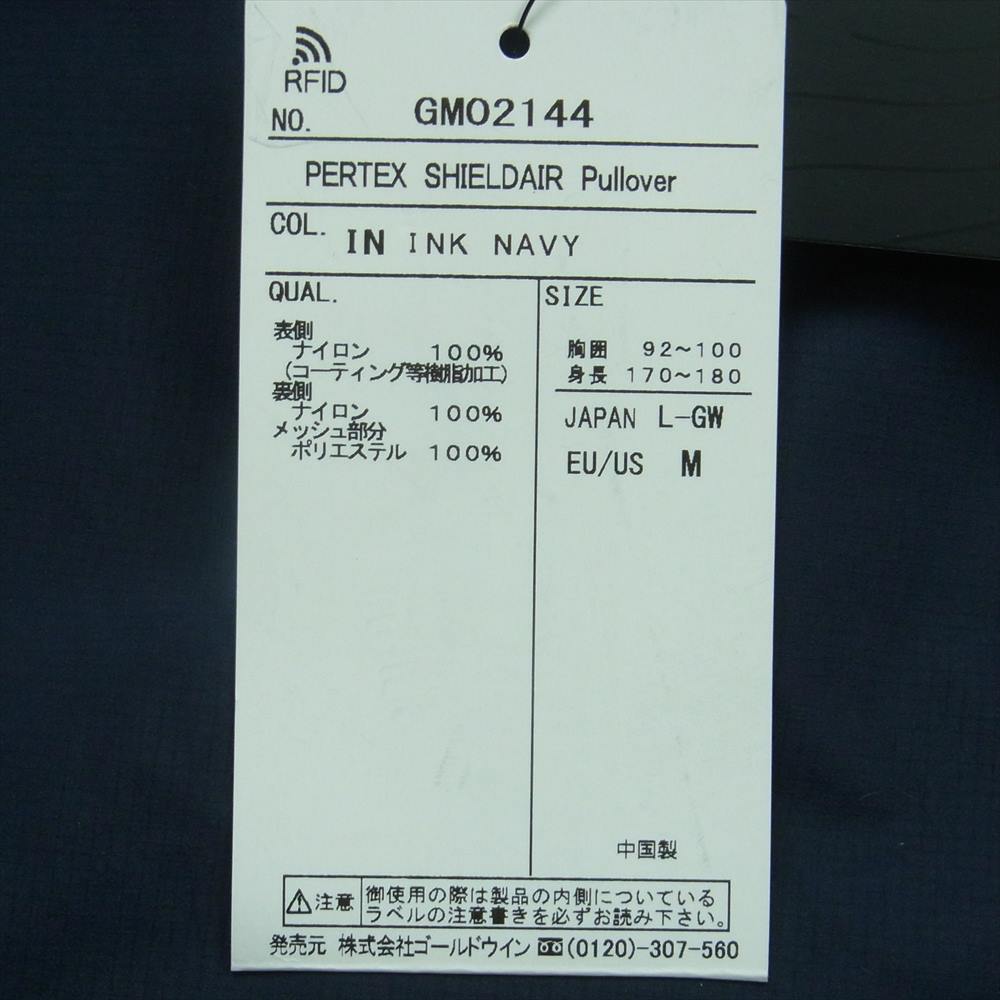 RFID
NO. GM02144
PERTEX SHIELDAIR Pullover
COL. IN INK NAVY
QUAL.
表側
ナイロン 100%
(コーティング等樹脂加工)
裏側
ナイロン 100%
メッシュ部分
ポリエステル 100%
SIZE
胸囲 92~100
身長 170~180
JAPAN L-GW
EU/US M
中国製
注意 御使用の際は製品の内側についている
ラベルの注意書きを必ずお読み下さい。
発売元 株式会社ゴールドウイン (0120)-307-560